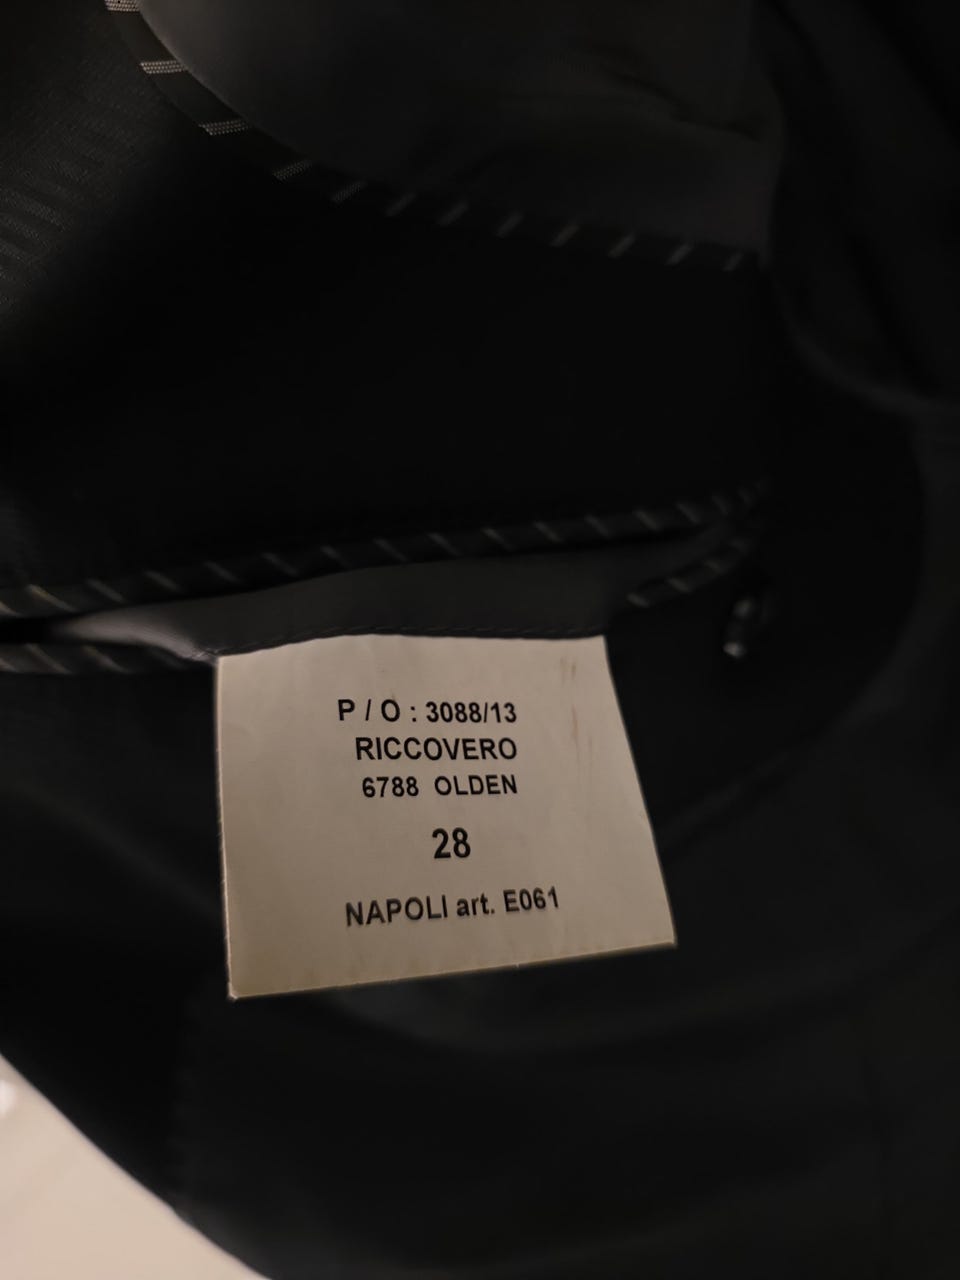 P / O : 3088/13
RICCOVERO
6788 OLDEN
28
NAPOLI art. E061